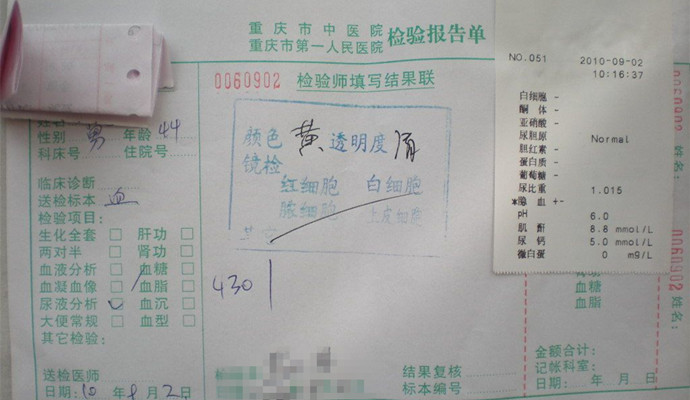 重庆市中医院
重庆市第一人民医院
检验报告单
0060902 检验师填写结果联
姓名
性别 男 年龄 44
科床号 住院号
临床诊断
送检标本 血
检验项目:
生化全套 □ 肝功 □
两对半 □ 肾功 □
血液分析 □ 血糖 □
血凝血像 □ 血脂 □
尿液分析 ☑ 血沉 □
大便常规 □ 血型 □
其它检验:
送检医师
日期: 10 年 9 月 2 日
颜色 黄 透明度 清
镜检
红细胞 白细胞
脓细胞 上皮细胞
其它
430
结果复核
标本编号
NO.051 2010-09-02
10:16:37
白细胞 -
酮 体 -
亚硝酸 -
尿胆原 Normal
胆红素 -
蛋白质 -
葡萄糖 -
尿比重 1.015
*隐 血 +-
pH 6.0
肌 酐 8.8 mmol/L
尿 钙 5.0 mmol/L
微白蛋 0 mg/L
血糖
血脂
金额合计:
记帐科室:
日期: 年 月 日
0060902
姓名:
姓名: